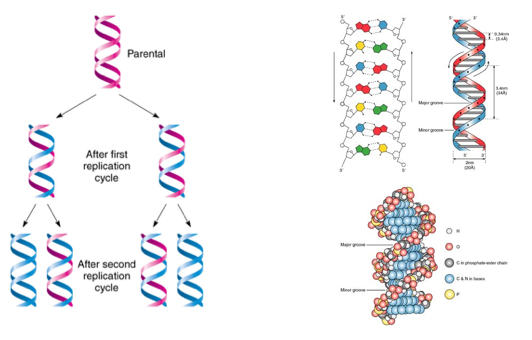 Parental
After first
replication
cycle
After second
replication
cycle
5'
3'
3'
5'
5'
3'
0.34nm
(3.4Å)
3.4nm
(34Å)
Major groove
Minor groove
5'
3'
2nm
(20Å)
Major groove
Minor groove
H
O
C in phosphate-ester chain
C & N in bases
P